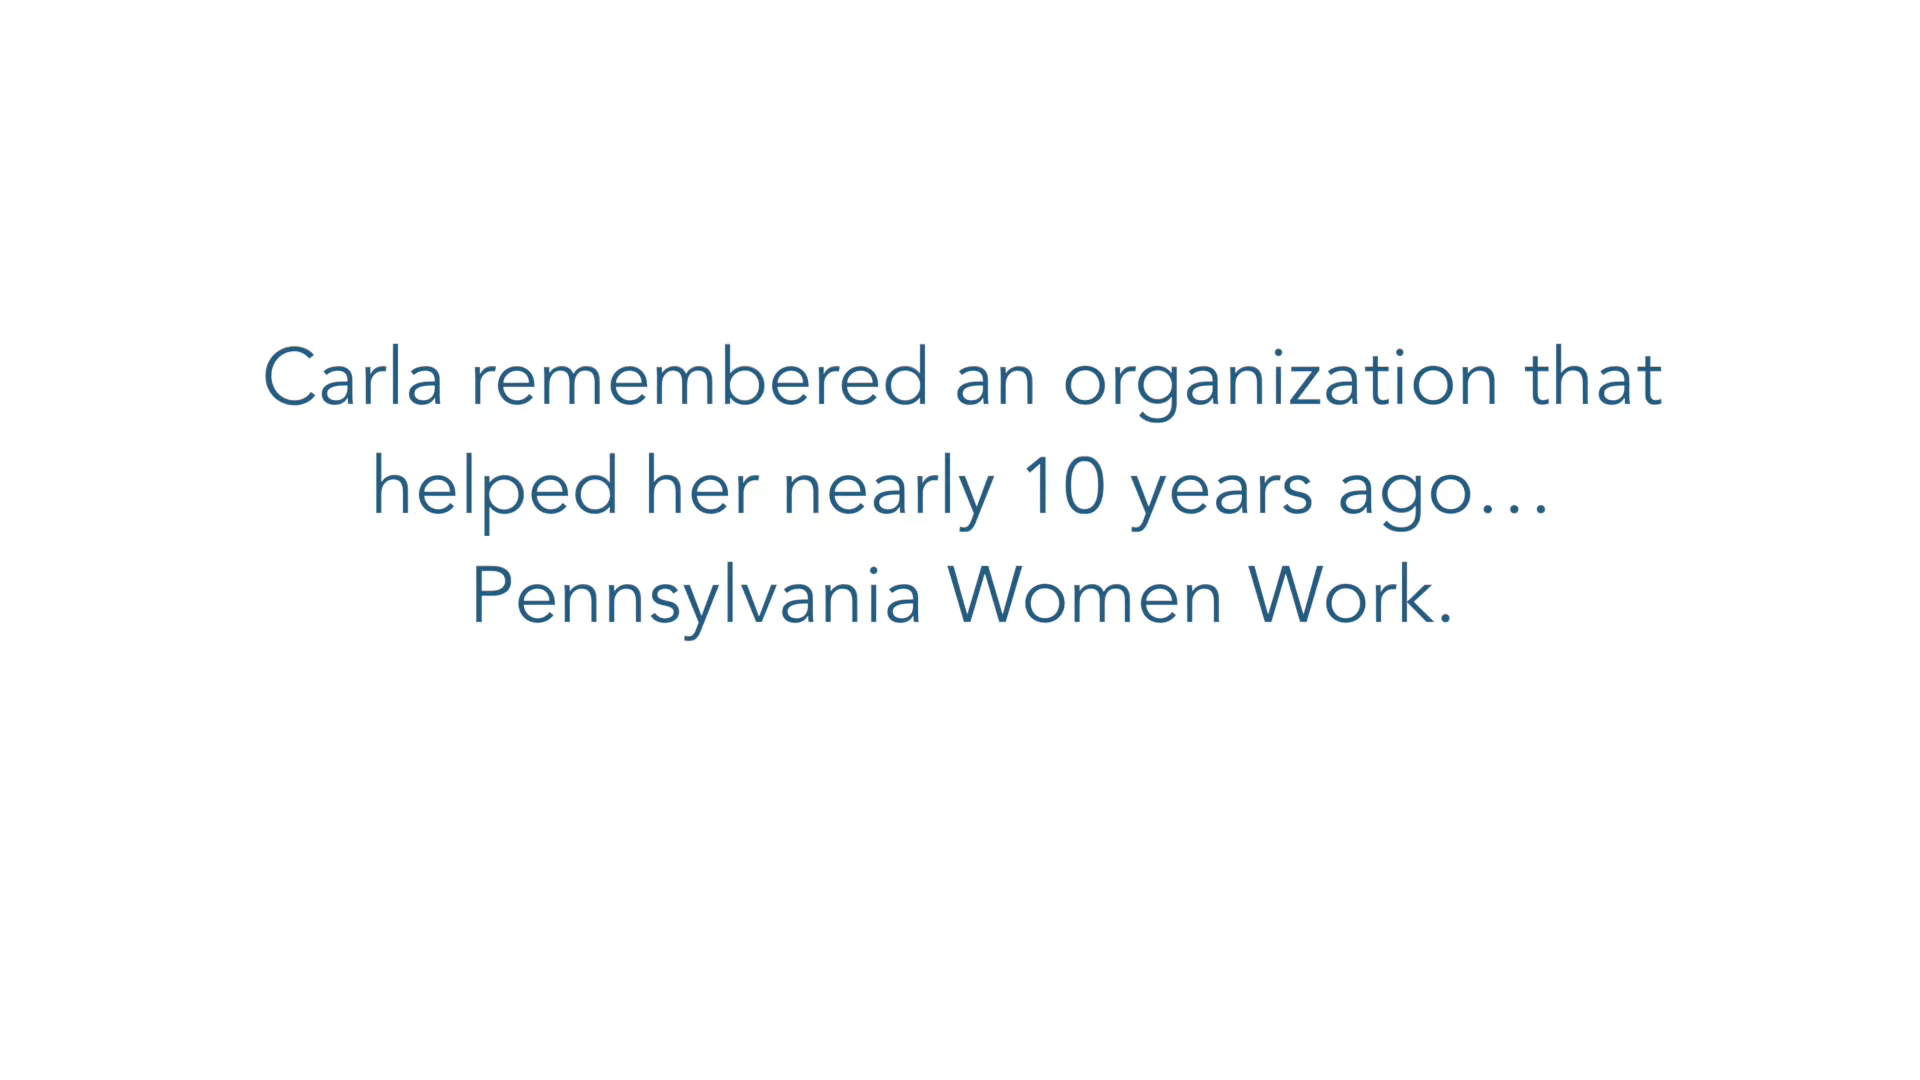 Carla remembered an organization that
helped her nearly 10 years ago…
Pennsylvania Women Work.